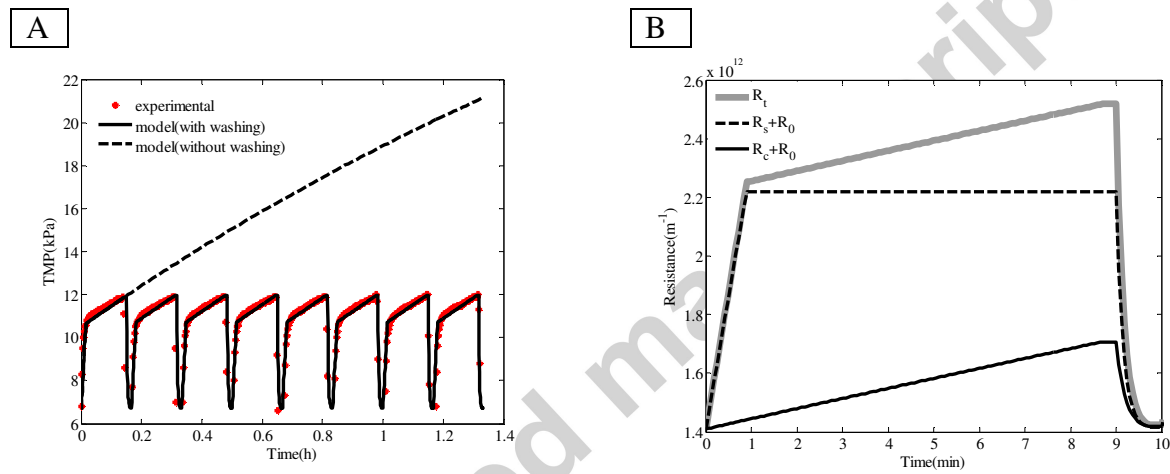 A
B
22
20
18
16
14
12
10
8
6
TMP(kPa)
experimental
model(with washing)
model(without washing)
0 0.2 0.4 0.6 0.8 1 1.2 1.4
Time(h)
x 10^12
2.6
2.4
2.2
2
1.8
1.6
1.4
Resistance(m^-1)
R_t
R_s+R_0
R_c+R_0
0 1 2 3 4 5 6 7 8 9 10
Time(min)